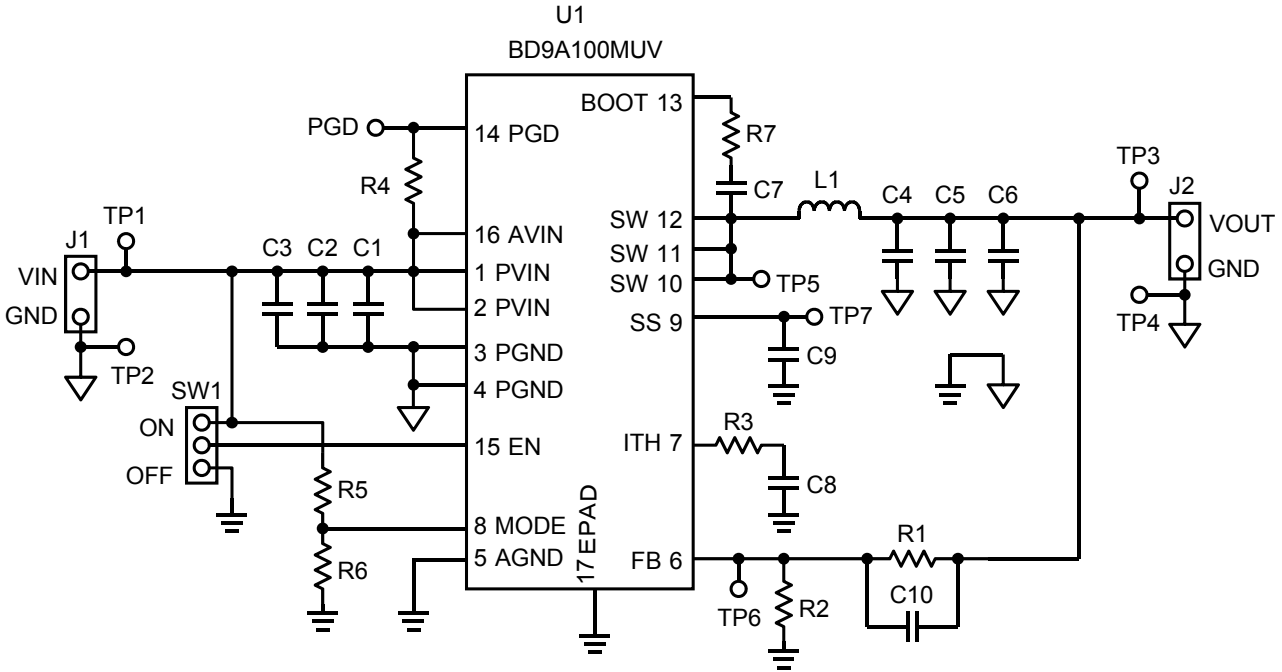 U1
BD9A100MUV
BOOT 13
PGD
14 PGD
R7
R4
C7
L1
C4
C5
C6
TP3
J2
TP1
J1
C3
C2
C1
16 AVIN
SW 12
VOUT
VIN
1 PVIN
SW 11
GND
GND
2 PVIN
SW 10
TP5
TP4
SS 9
TP7
3 PGND
C9
TP2
4 PGND
SW1
ON
15 EN
ITH 7
R3
OFF
R5
C8
8 MODE
17 EPAD
R1
5 AGND
FB 6
R6
C10
TP6
R2